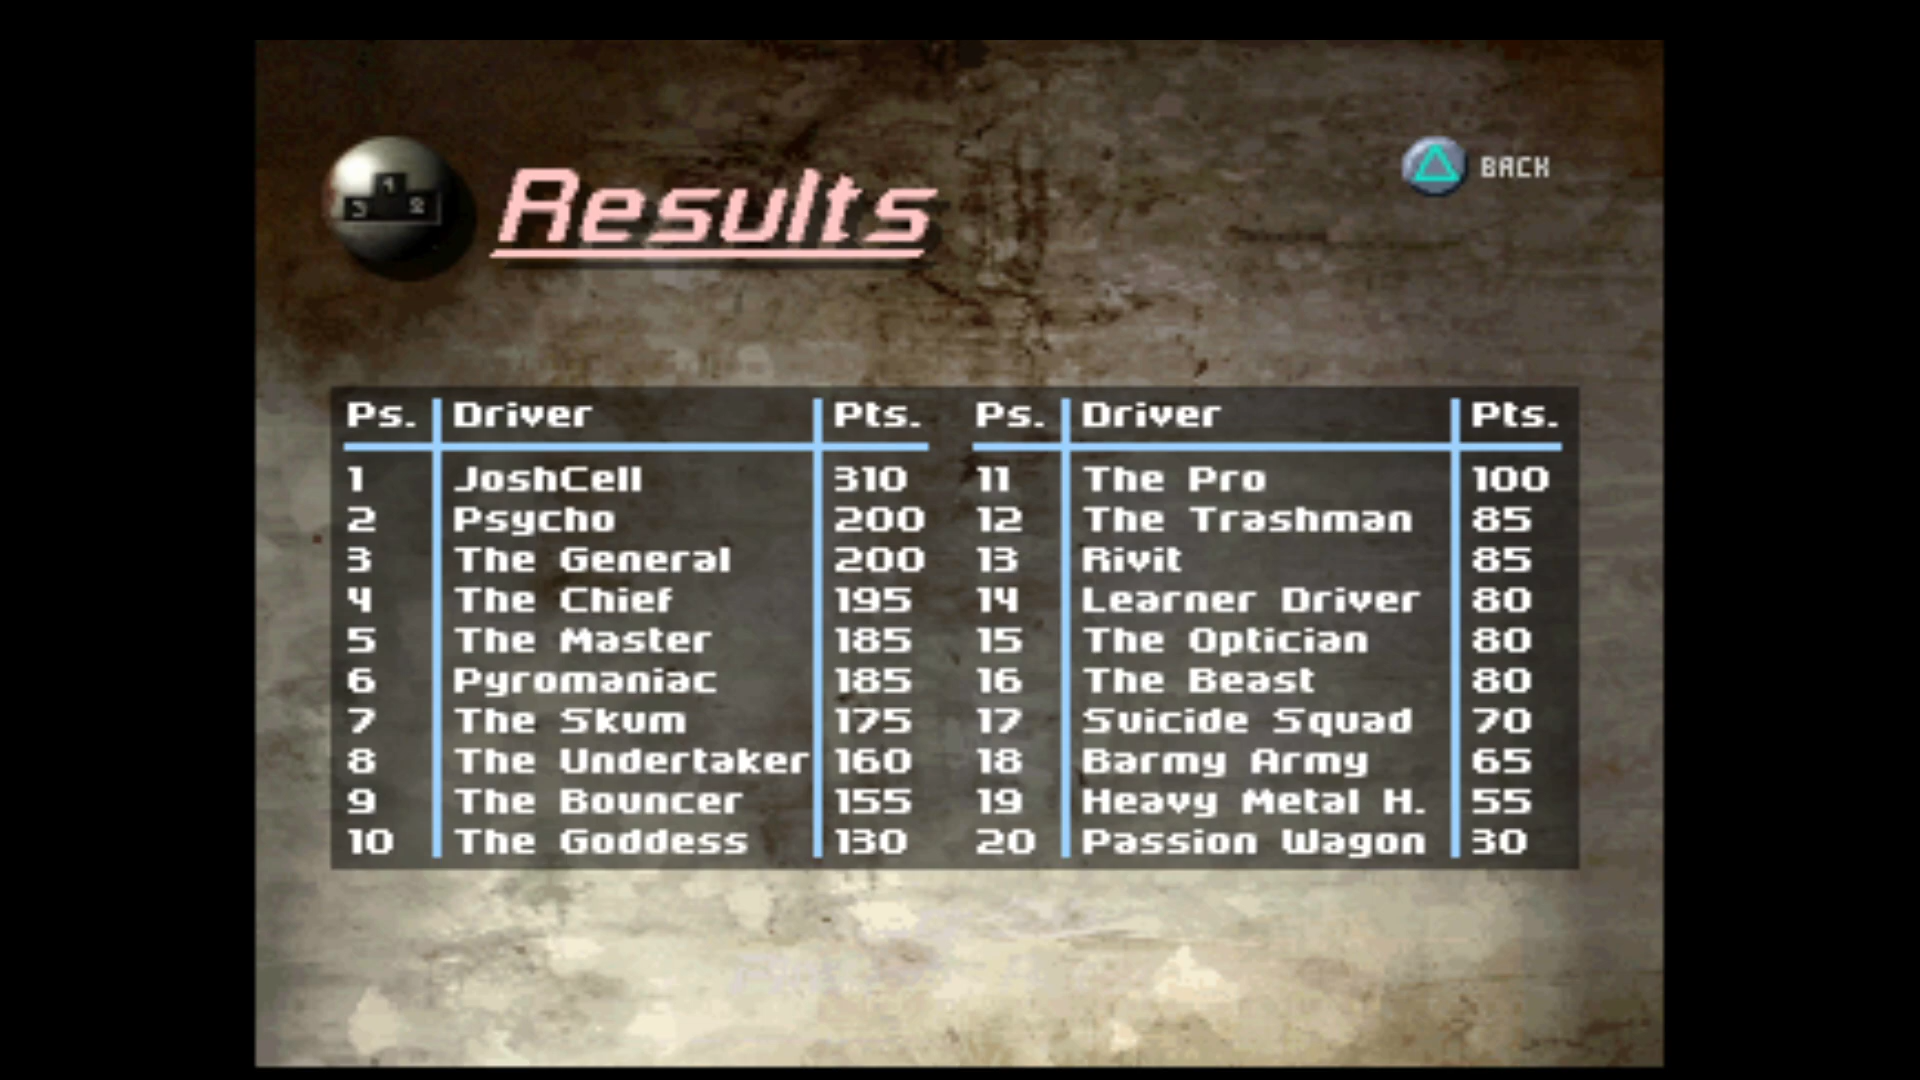 1
3 2
Results
BACK
Ps. Driver Pts.
1 JoshCell 310
2 Psycho 200
3 The General 200
4 The Chief 195
5 The Master 185
6 Pyromaniac 185
7 The Skum 175
8 The Undertaker 160
9 The Bouncer 155
10 The Goddess 130
Ps. Driver Pts.
11 The Pro 100
12 The Trashman 85
13 Rivit 85
14 Learner Driver 80
15 The Optician 80
16 The Beast 80
17 Suicide Squad 70
18 Barmy Army 65
19 Heavy Metal H. 55
20 Passion Wagon 30